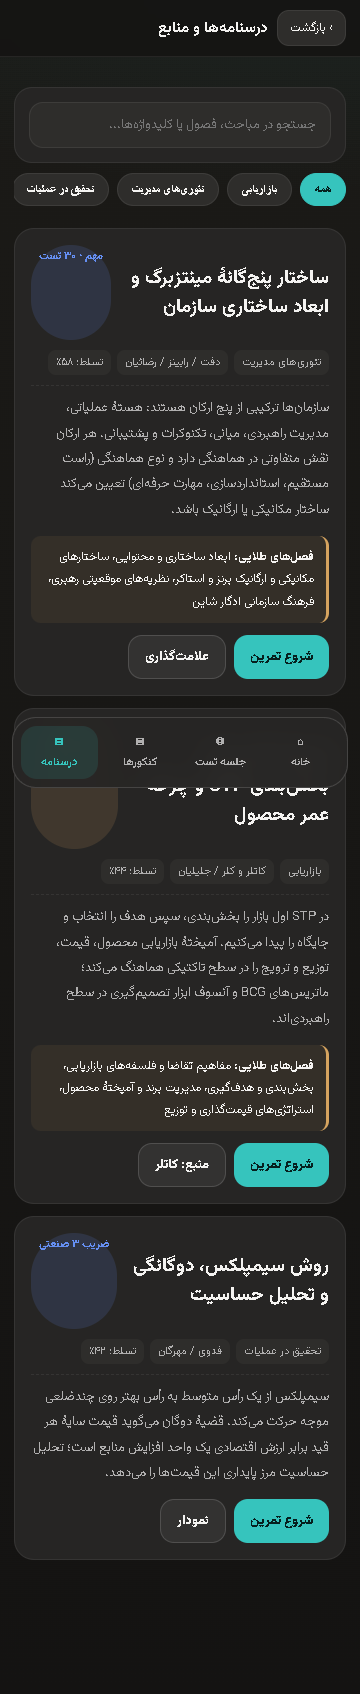 ‹ بازگشت
درسنامه‌ها و منابع
جستجو در مباحث، فصول یا کلیدواژه‌ها...
همه
بازاریابی
تئوری‌های مدیریت
تحقیق در عملیات
ساختار پنج‌گانهٔ مینتزبرگ و
ابعاد ساختاری سازمان
مهم · ۳۰ تست
تئوری‌های مدیریت
دفت / رابینز / رضائیان
تسلط: ۵۸٪
سازمان‌ها ترکیبی از پنج ارکان هستند: هستهٔ عملیاتی،
مدیریت راهبردی، میانی، تکنوکرات و پشتیبانی. هر ارکان
نقش متفاوتی در هماهنگی دارد و نوع هماهنگی (راست
مستقیم، استانداردسازی، مهارت حرفه‌ای) تعیین می‌کند
ساختار مکانیکی یا ارگانیک باشد.
فصل‌های طلایی: ابعاد ساختاری و محتوایی، ساختارهای
مکانیکی و ارگانیک برنز و استاکر، نظریه‌های موقعیتی رهبری،
فرهنگ سازمانی ادگار شاین
شروع تمرین
علامت‌گذاری
خانه
جلسه تست
کنکورها
درسنامه
بخش‌بندی STP و چرخهٔ
عمر محصول
بازاریابی
کاتلر و کلر / جلیلیان
تسلط: ۴۴٪
در STP اول بازار را بخش‌بندی، سپس هدف را انتخاب و
جایگاه را پیدا می‌کنیم. آمیختهٔ بازاریابی محصول، قیمت،
توزیع و ترویج را در سطح تاکتیکی هماهنگ می‌کند؛
ماتریس‌های BCG و آنسوف ابزار تصمیم‌گیری در سطح
راهبردی‌اند.
فصل‌های طلایی: مفاهیم تقاضا و فلسفه‌های بازاریابی،
بخش‌بندی و هدف‌گیری، مدیریت برند و آمیختهٔ محصول،
استراتژی‌های قیمت‌گذاری و توزیع
شروع تمرین
منبع: کاتلر
روش سیمپلکس، دوگانگی
و تحلیل حساسیت
ضریب ۳ صنعتی
تحقیق در عملیات
قدوی / مهرگان
تسلط: ۴۲٪
سیمپلکس از یک رأس متوسط به رأس بهتر روی چندضلعی
موجه حرکت می‌کند. قضیهٔ دوگان می‌گوید قیمت سایهٔ هر
قید برابر ارزش اقتصادی یک واحد افزایش منابع است؛ تحلیل
حساسیت مرز پایداری این قیمت‌ها را می‌دهد.
شروع تمرین
نمودار